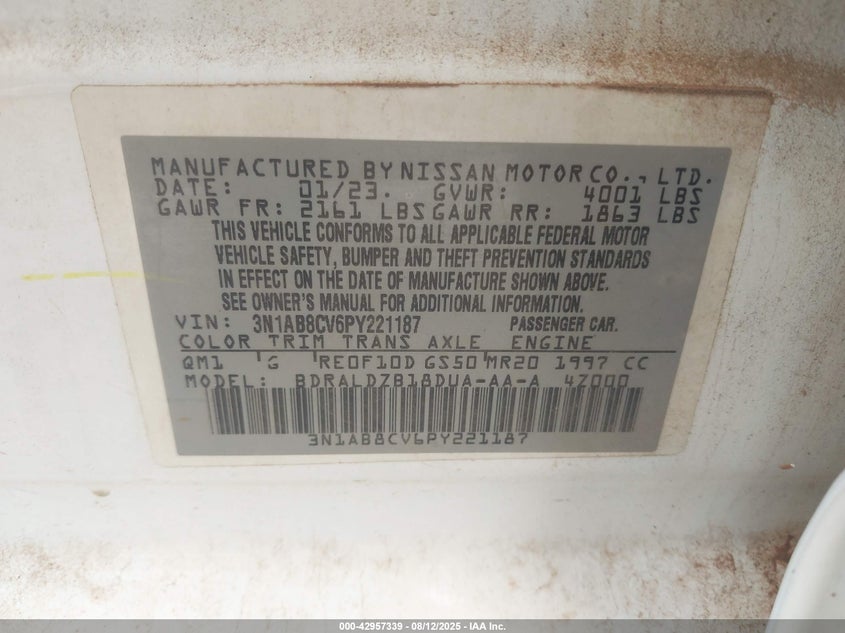 MANUFACTURED BY NISSAN MOTOR CO., LTD.
DATE: 01/23. GVWR: 4001 LBS
GAWR FR: 2161 LBS GAWR RR: 1863 LBS
THIS VEHICLE CONFORMS TO ALL APPLICABLE FEDERAL MOTOR
VEHICLE SAFETY, BUMPER AND THEFT PREVENTION STANDARDS
IN EFFECT ON THE DATE OF MANUFACTURE SHOWN ABOVE.
SEE OWNER'S MANUAL FOR ADDITIONAL INFORMATION.
VIN: 3N1AB8CV6PY221187 PASSENGER CAR.
COLOR TRIM TRANS AXLE ENGINE
QM1 G RE0F10D GS50 MR20 1997 CC
MODEL: BDRALDZB18DUA-AA-A 4Z000
3N1AB8CV6PY221187
000-42957339 - 08/12/2025 - IAA Inc.